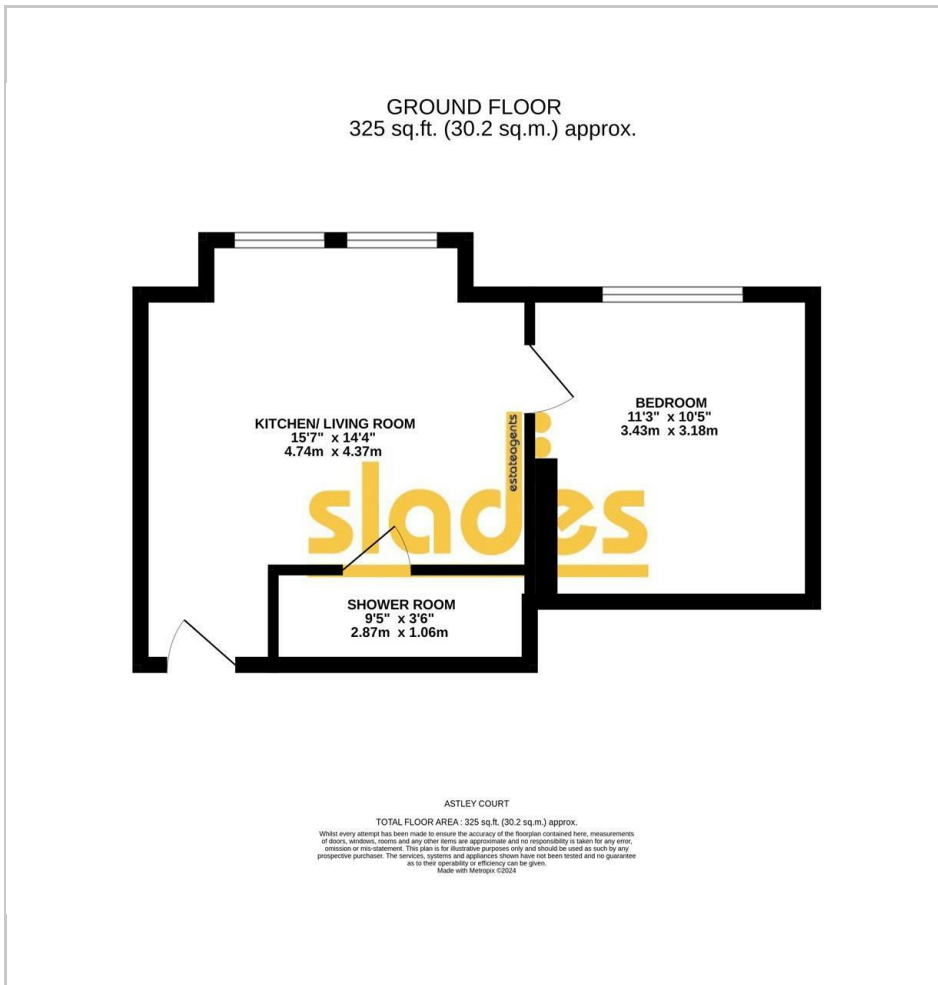 GROUND FLOOR
325 sq.ft. (30.2 sq.m.) approx.
KITCHEN/ LIVING ROOM
15'7" x 14'4"
4.74m x 4.37m
BEDROOM
11'3" x 10'5"
3.43m x 3.18m
estateagents
slades
SHOWER ROOM
9'5" x 3'6"
2.87m x 1.06m
ASTLEY COURT
TOTAL FLOOR AREA : 325 sq.ft. (30.2 sq.m.) approx.
Whilst every attempt has been made to ensure the accuracy of the floorplan contained here, measurements
of doors, windows, rooms and any other items are approximate and no responsibility is taken for any error,
omission or mis-statement. This plan is for illustrative purposes only and should be used as such by any
prospective purchaser. The services, systems and appliances shown have not been tested and no guarantee
as to their operability or efficiency can be given.
Made with Metropix ©2024